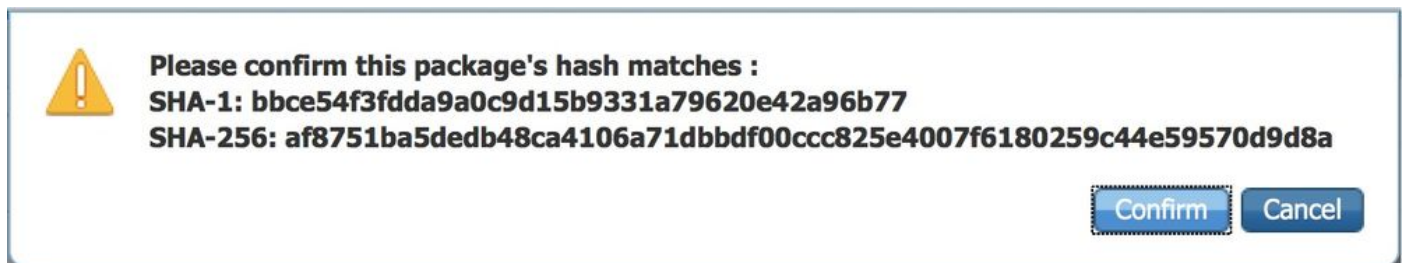 Please confirm this package's hash matches :
SHA-1: bbce54f3fdda9a0c9d15b9331a79620e42a96b77
SHA-256: af8751ba5dedb48ca4106a71dbbdf00ccc825e4007f6180259c44e59570d9d8a
Confirm Cancel